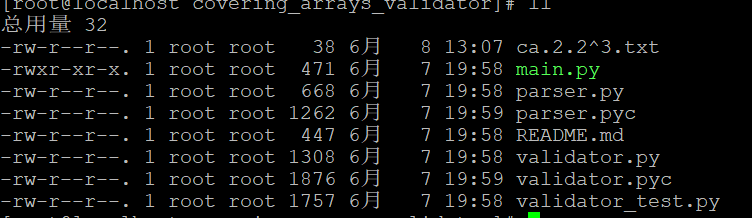 [root@localhost covering_arrays_validator]# ll
总用量 32
-rw-r--r--. 1 root root   38 6月   8 13:07 ca.2.2^3.txt
-rwxr-xr-x. 1 root root  471 6月   7 19:58 main.py
-rw-r--r--. 1 root root  668 6月   7 19:58 parser.py
-rw-r--r--. 1 root root 1262 6月   7 19:59 parser.pyc
-rw-r--r--. 1 root root  447 6月   7 19:58 README.md
-rw-r--r--. 1 root root 1308 6月   7 19:58 validator.py
-rw-r--r--. 1 root root 1876 6月   7 19:59 validator.pyc
-rw-r--r--. 1 root root 1757 6月   7 19:58 validator_test.py